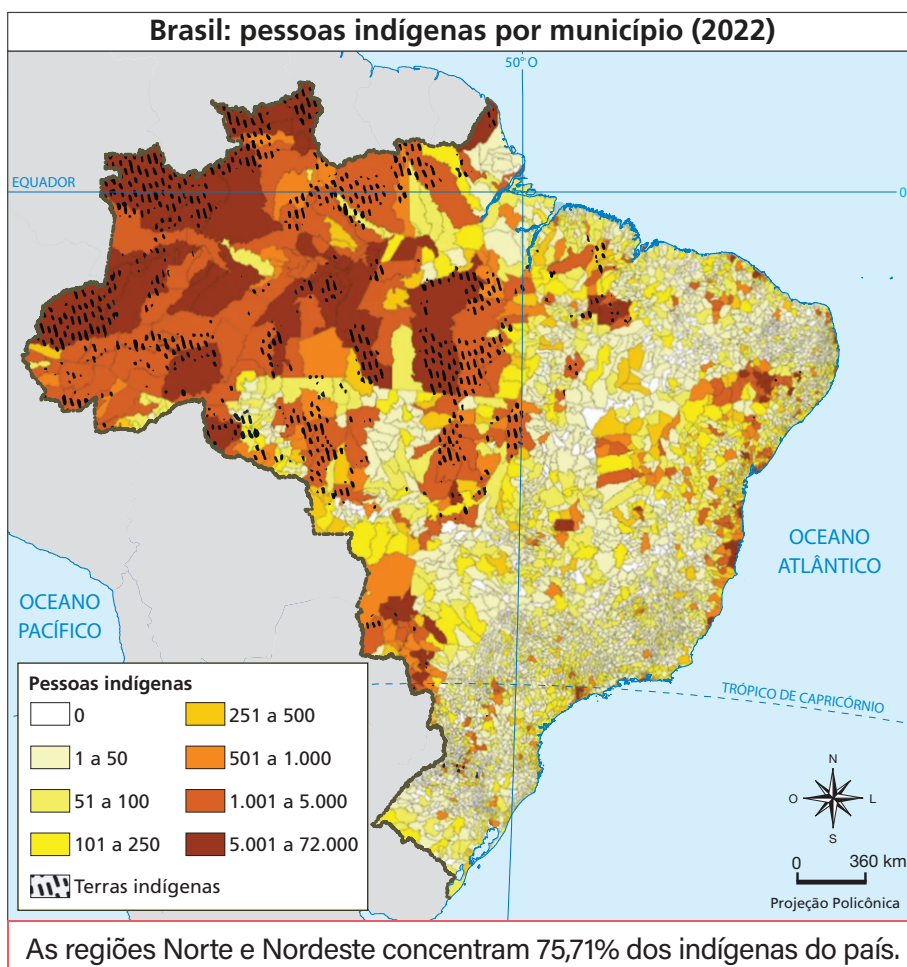 Brasil: pessoas indígenas por município (2022)
50° O
EQUADOR
0
OCEANO
ATLÂNTICO
OCEANO
PACÍFICO
TRÓPICO DE CAPRICÓRNIO
Pessoas indígenas
0
1 a 50
51 a 100
101 a 250
251 a 500
501 a 1.000
1.001 a 5.000
5.001 a 72.000
Terras indígenas
N
O
L
S
0 360 km
Projeção Policônica
As regiões Norte e Nordeste concentram 75,71% dos indígenas do país.